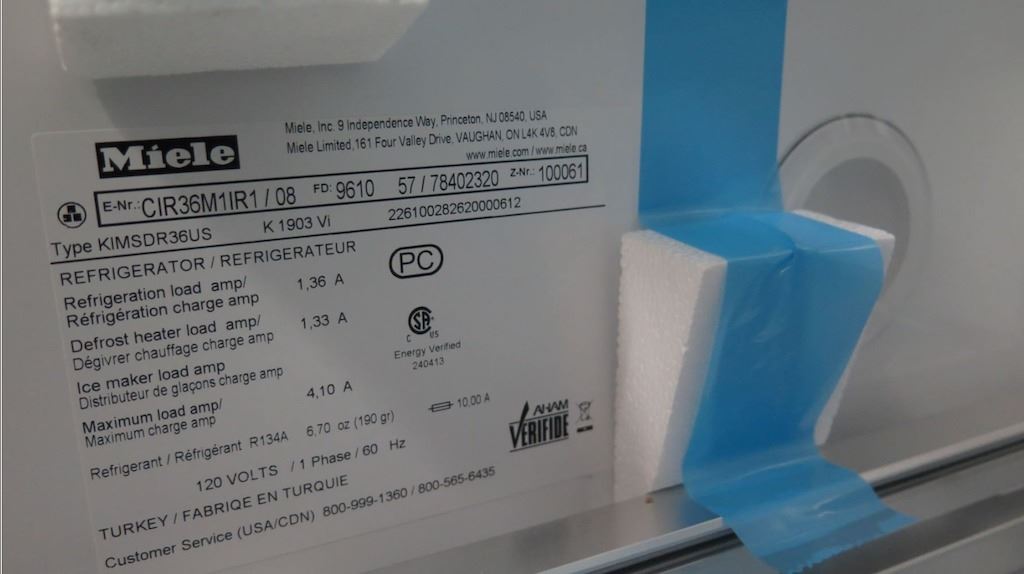 Miele
Miele, Inc. 9 Independence Way, Princeton, NJ 08540, USA
Miele Limited,161 Four Valley Drive, VAUGHAN, ON L4K 4V8, CDN
www.miele.com / www.miele.ca
E-Nr.: CIR36M1IR1 / 08 FD: 9610 57 / 78402320 Z-Nr.: 100061
Type KIMSDR36US K 1903 Vi 226100282620000612
REFRIGERATOR / REFRIGERATEUR
PC
Refrigeration load amp/
Réfrigération charge amp 1,36 A
Defrost heater load amp/
Dégivrer chauffage charge amp 1,33 A
SA
C US
Energy Verified
240413
Ice maker load amp
Distributeur de glaçons charge amp
Maximum load amp/
Maximum charge amp 4,10 A
10,00 A
Refrigerant / Réfrigérant R134A 6.70 oz (190 gr)
AHAM
VERIFIDE
120 VOLTS / 1 Phase / 60 Hz
TURKEY / FABRIQE EN TURQUIE
Customer Service (USA/CDN) 800-999-1360 / 800-565-6435